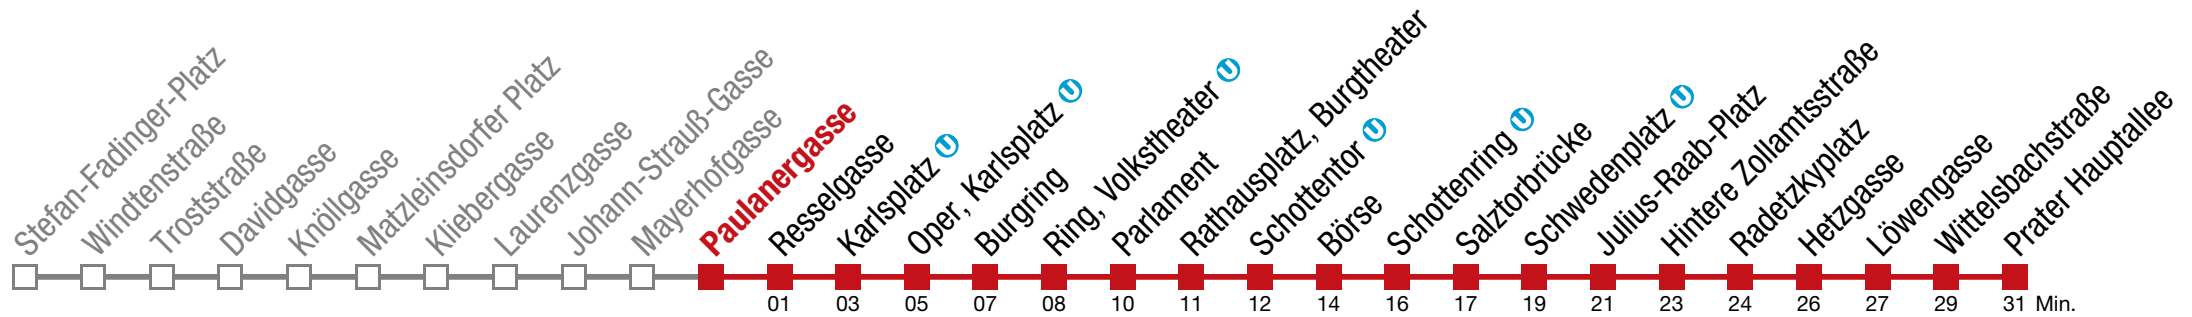 Stefan-Fadinger-Platz
Windtenstraße
Troststraße
Davidgasse
Knöllgasse
Matzleinsdorfer Platz
Kliebergasse
Laurenzgasse
Johann-Strauß-Gasse
Mayerhofgasse
Paulanergasse
Resselgasse
Karlsplatz U
Oper, Karlsplatz U
Burgring
Ring, Volkstheater U
Parlament
Rathausplatz, Burgtheater
Schottentor U
Börse
Schottenring U
Salztorbrücke
Schwedenplatz U
Julius-Raab-Platz
Hintere Zollamtsstraße
Radetzkyplatz
Hetzgasse
Löwengasse
Wittelsbachstraße
Prater Hauptallee
01 03 05 07 08 10 11 12 14 16 17 19 21 23 24 26 27 29 31 Min.